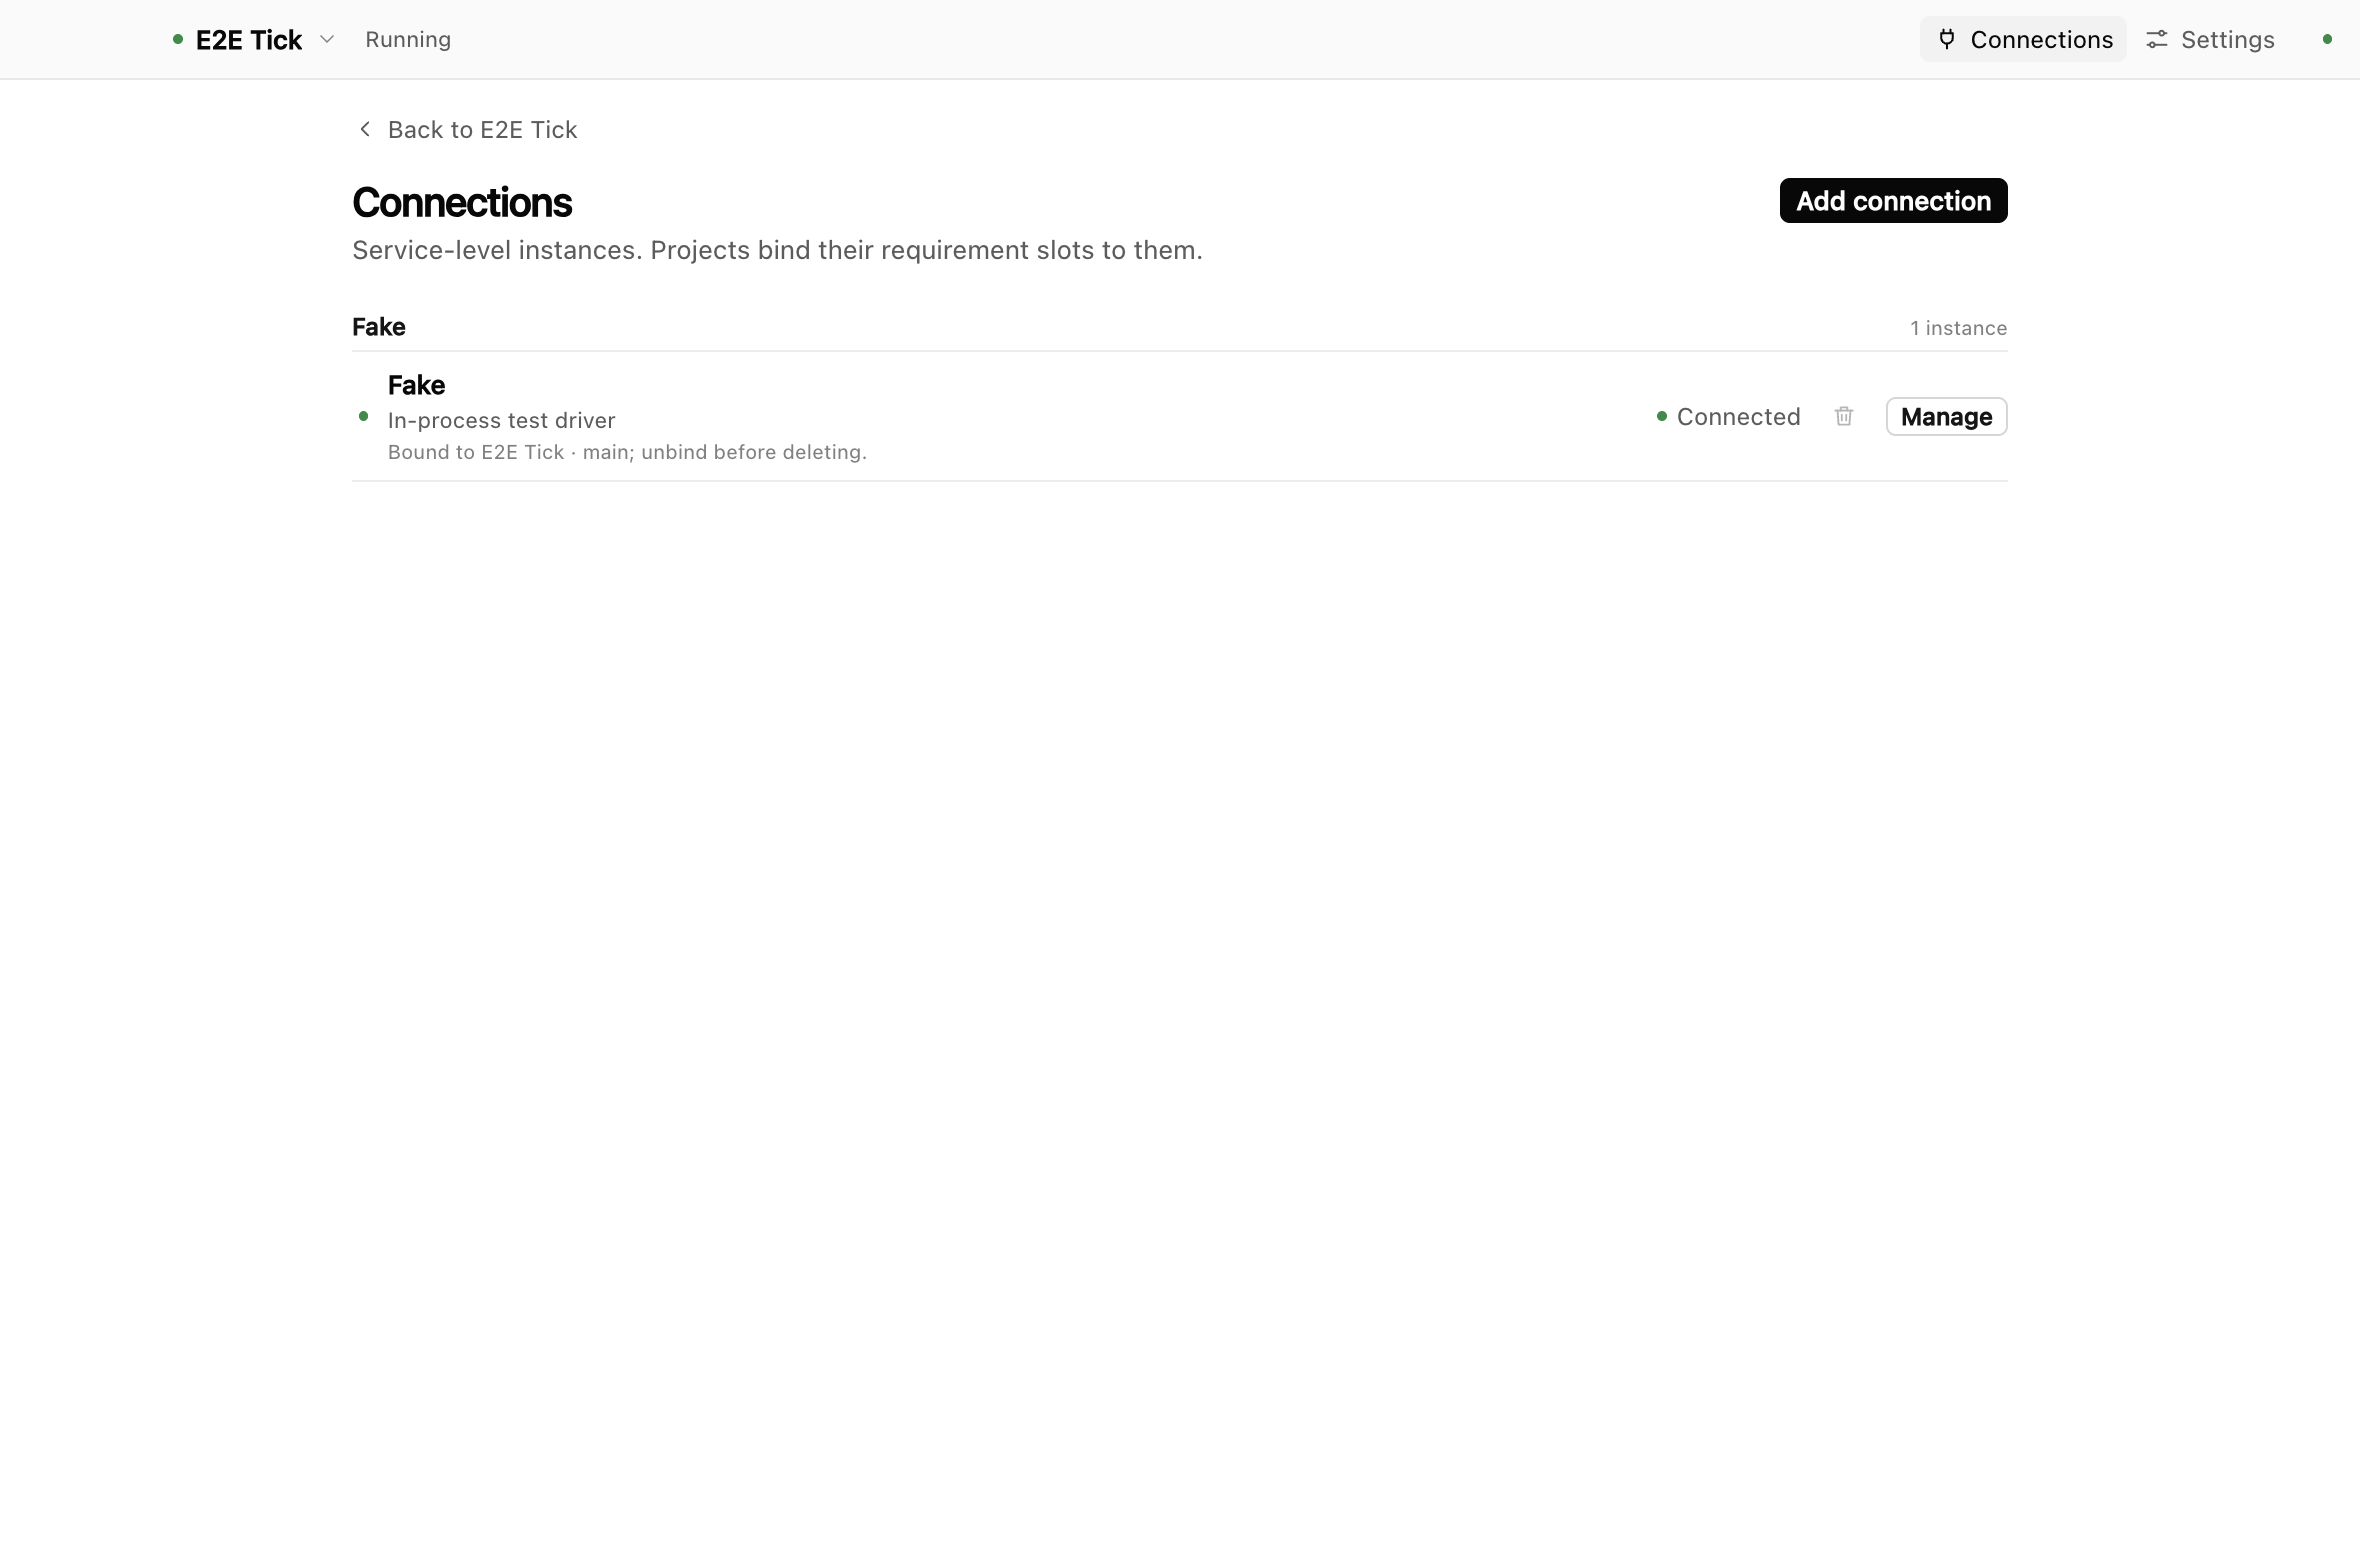 E2E Tick Running Connections Settings
Back to E2E Tick
Connections Add connection
Service-level instances. Projects bind their requirement slots to them.
Fake 1 instance
Fake
In-process test driver
Connected Manage
Bound to E2E Tick · main; unbind before deleting.